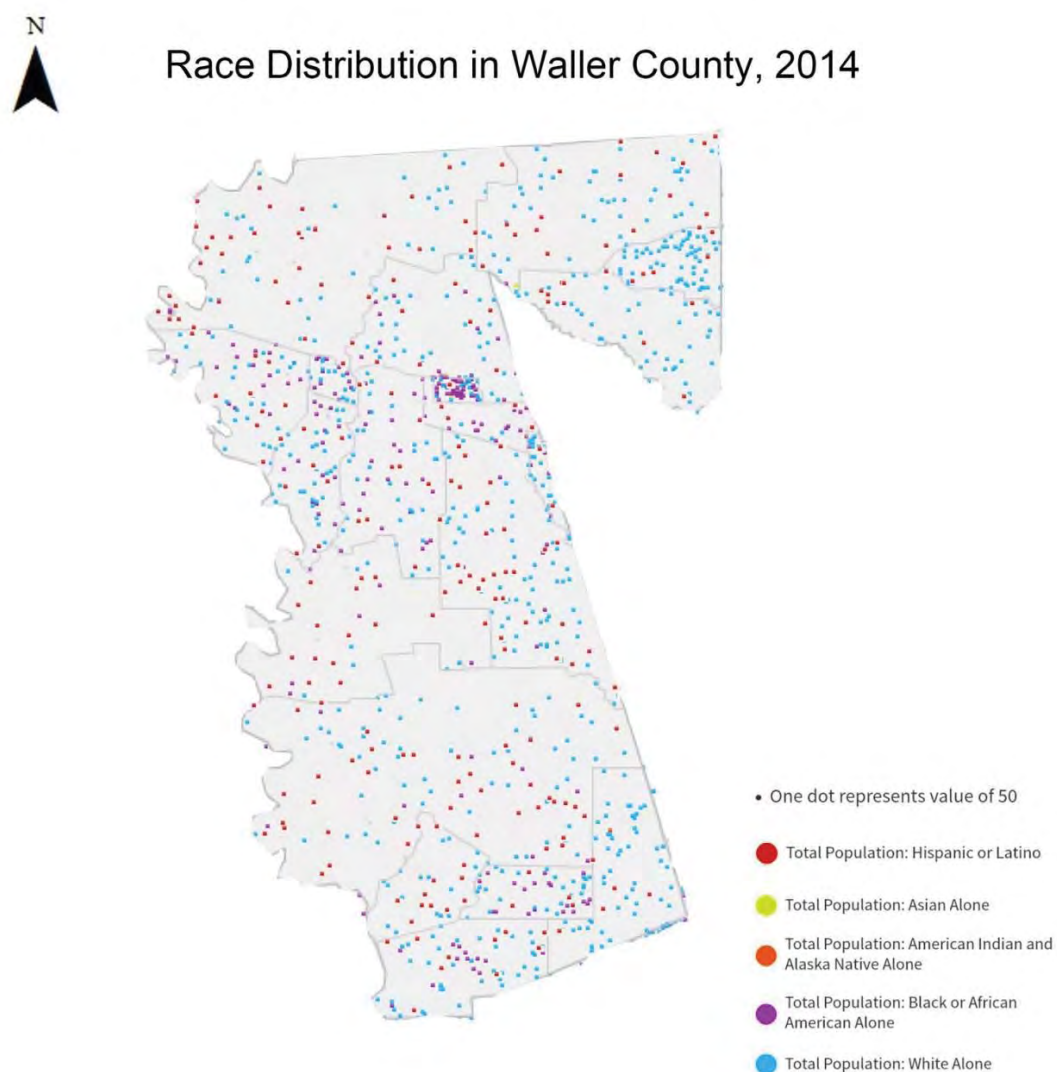 N
Race Distribution in Waller County, 2014
• One dot represents value of 50
Total Population: Hispanic or Latino
Total Population: Asian Alone
Total Population: American Indian and
Alaska Native Alone
Total Population: Black or African
American Alone
Total Population: White Alone